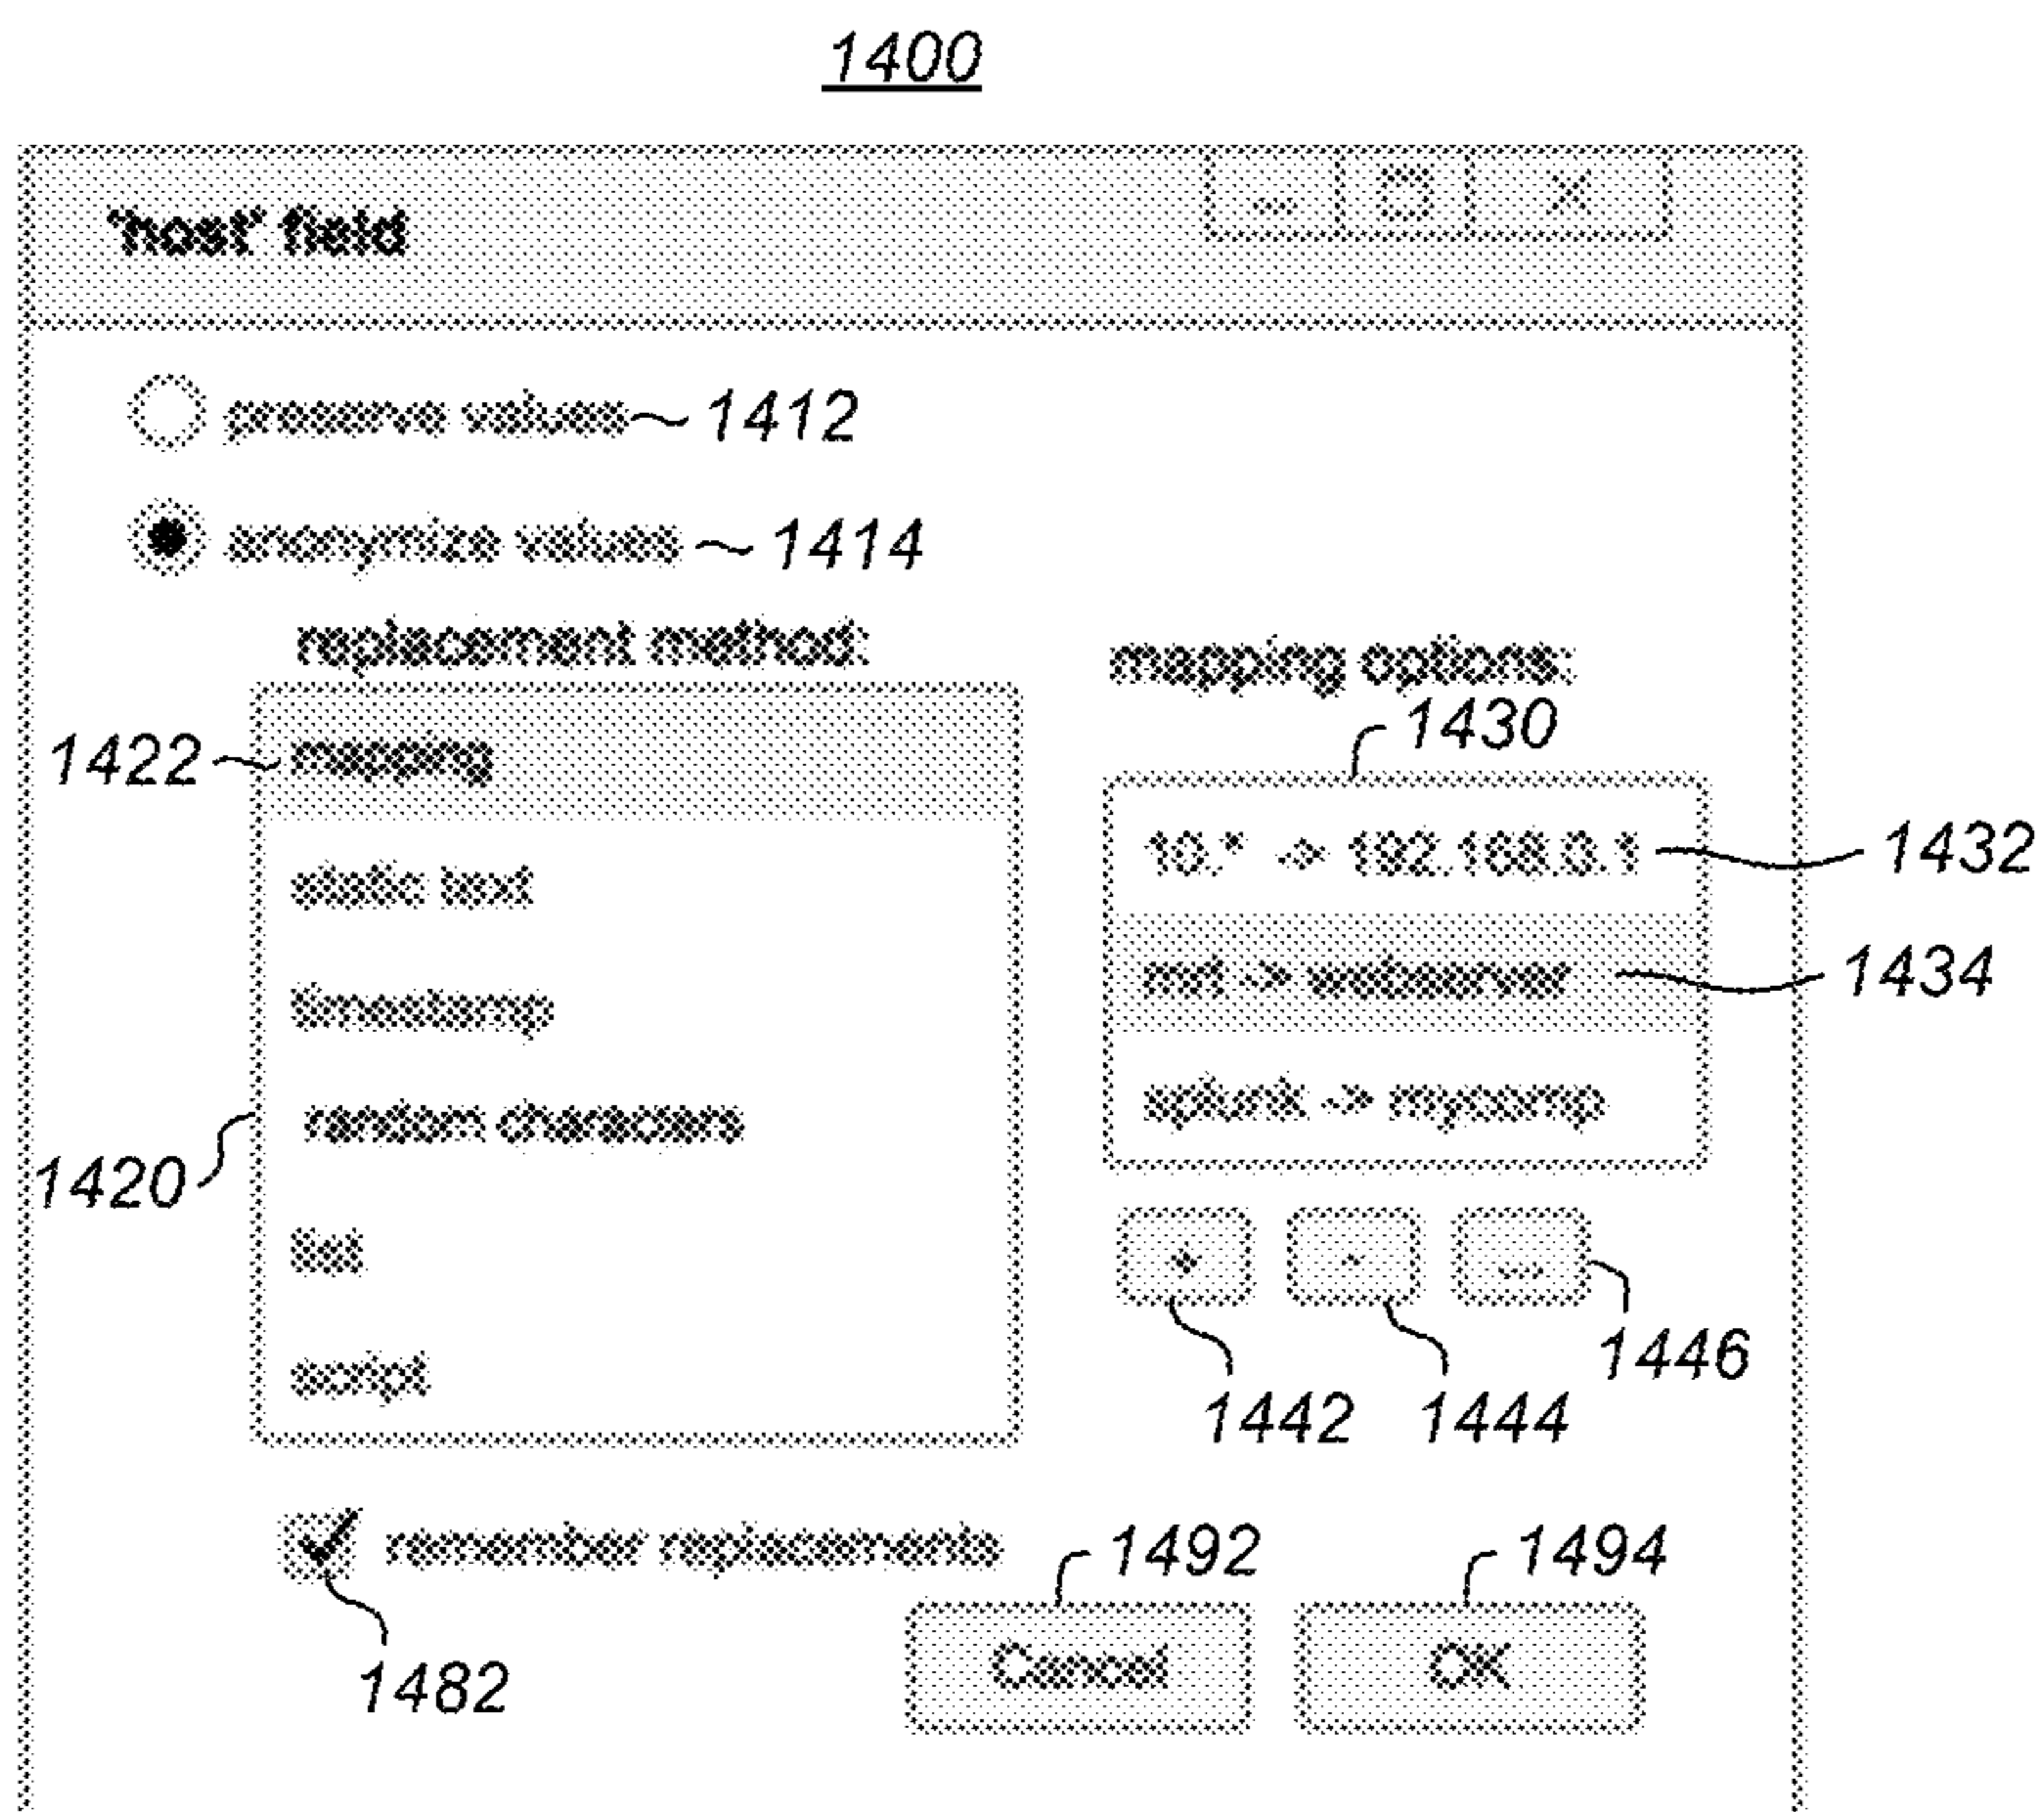 1400
"host" field
preserve values 1412
anonymize values 1414
replacement method:
mapping options:
1430
1422 mapping
10.* -> 192.168.0.1 1432
static text
mrt -> webserver 1434
timestamp
splunk -> mycomp
random characters
1420
list
+ - ...
1446
script
1442 1444
remember replacements
1492 1494
Cancel OK
1482